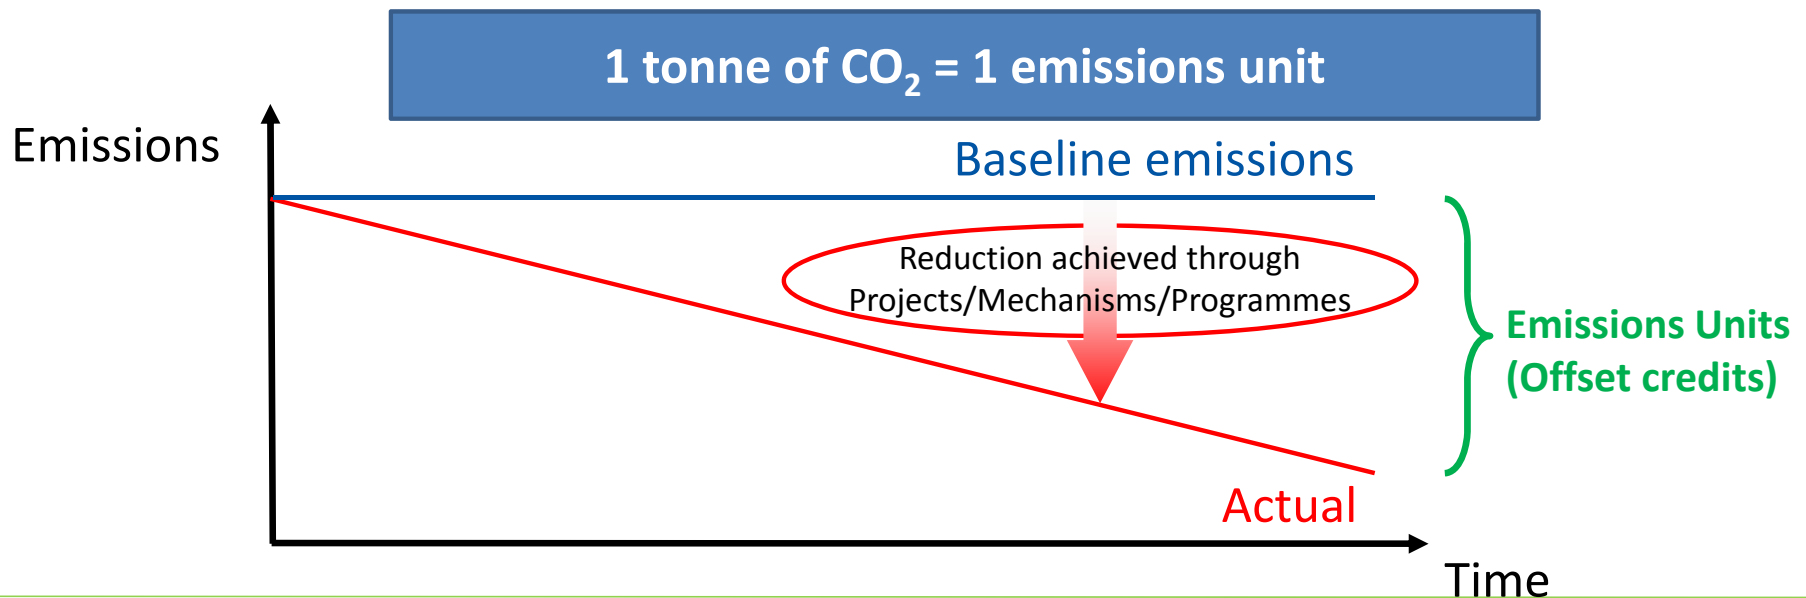 1 tonne of CO₂ = 1 emissions unit
Emissions
Baseline emissions
Reduction achieved through
Projects/Mechanisms/Programmes
Emissions Units
(Offset credits)
Actual
Time